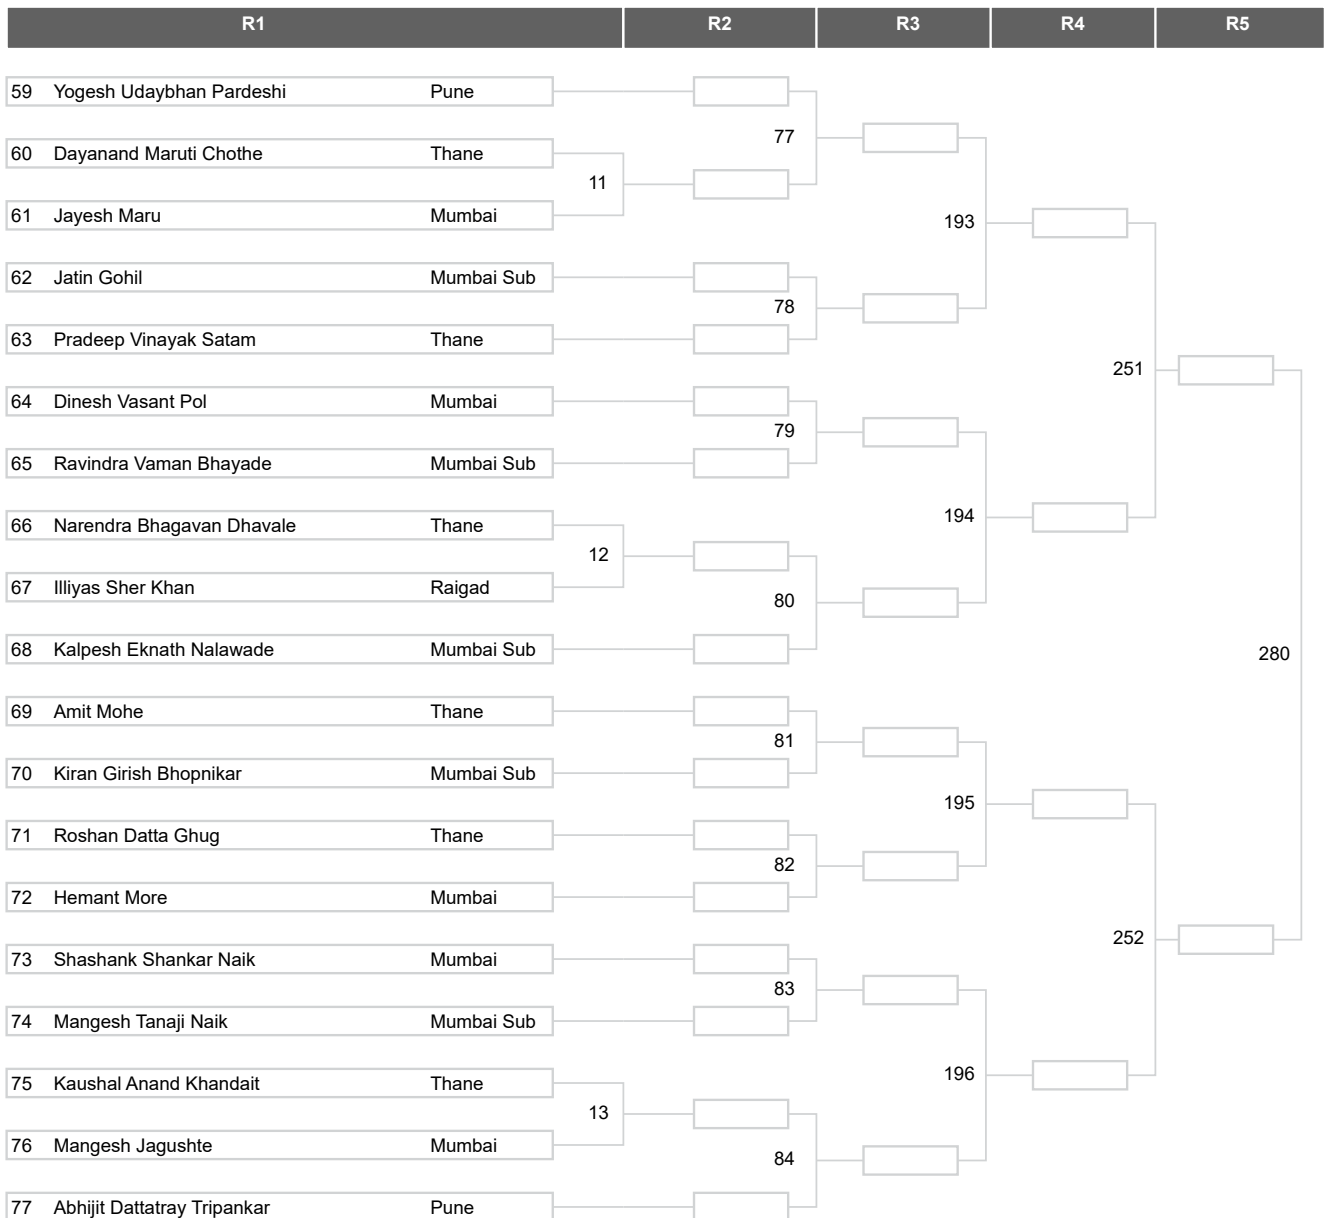 R1 R2 R3 R4 R5
59 Yogesh Udaybhan Pardeshi Pune
77
60 Dayanand Maruti Chothe Thane
11
61 Jayesh Maru Mumbai
193
62 Jatin Gohil Mumbai Sub
78
63 Pradeep Vinayak Satam Thane
251
64 Dinesh Vasant Pol Mumbai
79
65 Ravindra Vaman Bhayade Mumbai Sub
194
66 Narendra Bhagavan Dhavale Thane
12
67 Illiyas Sher Khan Raigad
80
68 Kalpesh Eknath Nalawade Mumbai Sub
280
69 Amit Mohe Thane
81
70 Kiran Girish Bhopnikar Mumbai Sub
195
71 Roshan Datta Ghug Thane
82
72 Hemant More Mumbai
252
73 Shashank Shankar Naik Mumbai
83
74 Mangesh Tanaji Naik Mumbai Sub
196
75 Kaushal Anand Khandait Thane
13
76 Mangesh Jagushte Mumbai
84
77 Abhijit Dattatray Tripankar Pune